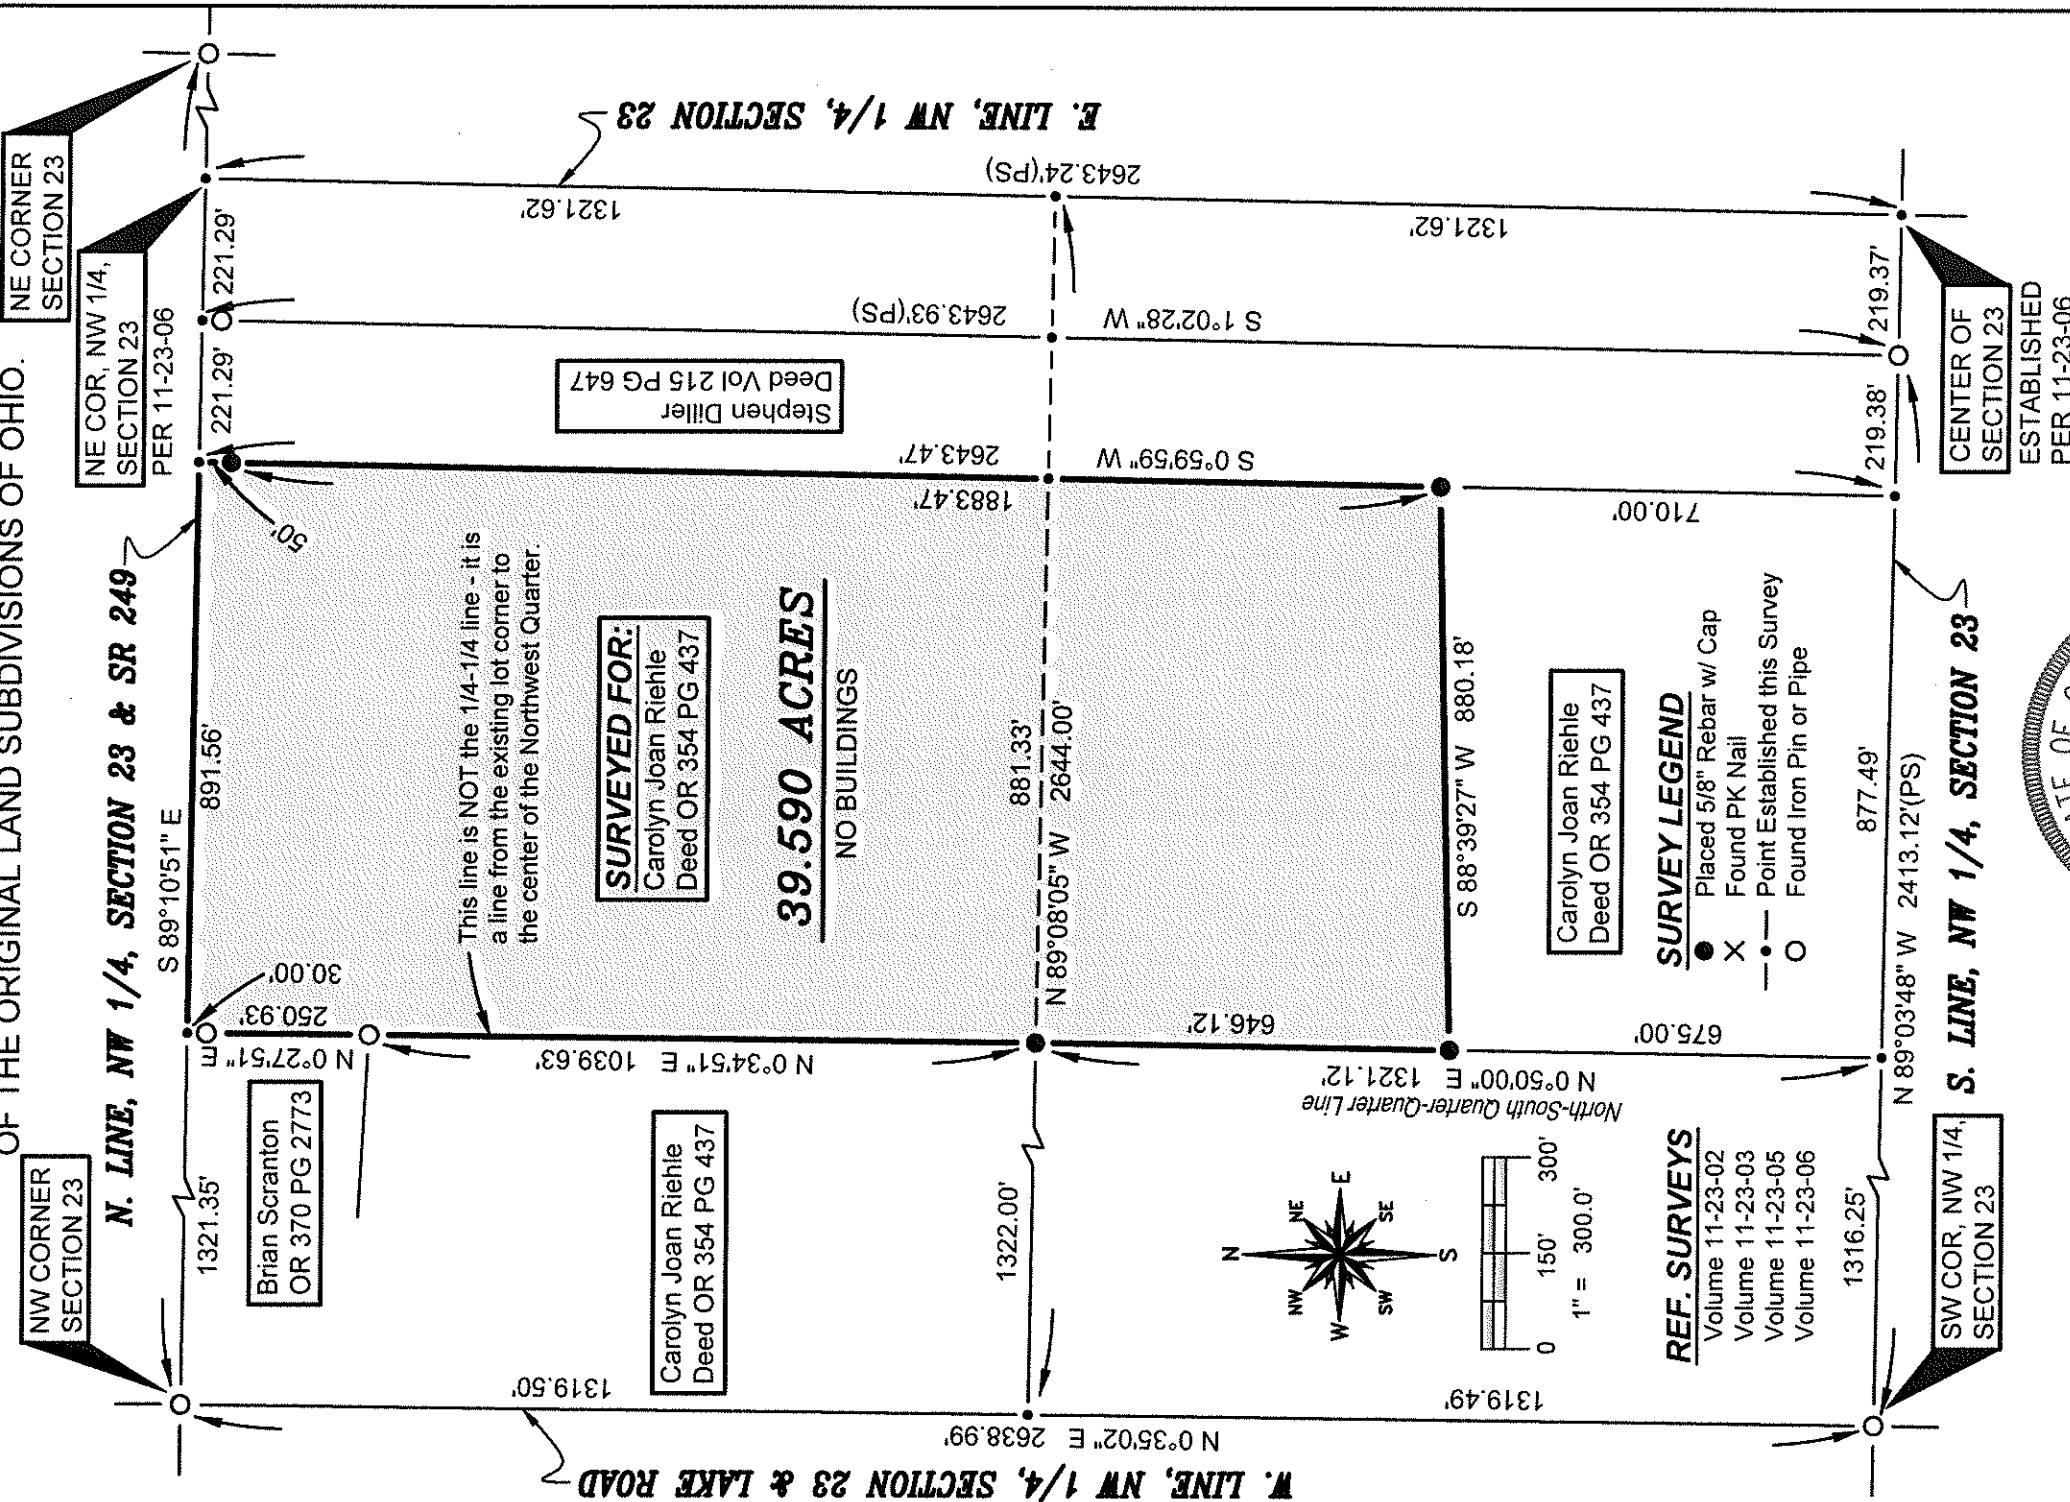 OF THE ORIGINAL LAND SUBDIVISIONS OF OHIO.
NW CORNER
SECTION 23
N. LINE, NW 1/4, SECTION 23 & SR 249
NE COR, NW 1/4,
SECTION 23
PER 11-23-06
NE CORNER
SECTION 23
1321.35'
S 89°10'51" E
891.56'
221.29'
221.29'
30.00'
50'
250.93'
N 0°27'51" E
Brian Scranton
OR 370 PG 2773
This line is NOT the 1/4-1/4 line - it is
a line from the existing lot corner to
the center of the Northwest Quarter.
N 0°34'51" E 1039.63'
Carolyn Joan Riehle
Deed OR 354 PG 437
SURVEYED FOR:
Carolyn Joan Riehle
Deed OR 354 PG 437
39.590 ACRES
NO BUILDINGS
Stephen Diller
Deed Vol 215 PG 647
2643.47'
1883.47'
S 0°59'59" W
2643.93'(PS)
S 1°02'28" W
1321.62'
2643.24'(PS)
1321.62'
E. LINE, NW 1/4, SECTION 23
1319.50'
N 0°35'02" E 2638.99'
1319.49'
W. LINE, NW 1/4, SECTION 23 & LAKE ROAD
1322.00'
881.33'
N 89°08'05" W 2644.00'
646.12'
N 0°50'00" E 1321.12'
North-South Quarter-Quarter Line
675.00'
S 88°39'27" W 880.18'
710.00'
N
NE
E
SE
S
SW
W
NW
0 150' 300'
1" = 300.0'
REF. SURVEYS
Volume 11-23-02
Volume 11-23-03
Volume 11-23-05
Volume 11-23-06
Carolyn Joan Riehle
Deed OR 354 PG 437
SURVEY LEGEND
Placed 5/8" Rebar w/ Cap
Found PK Nail
Point Established this Survey
Found Iron Pin or Pipe
1316.25'
877.49'
219.38'
219.37'
N 89°03'48" W 2413.12'(PS)
SW COR, NW 1/4,
SECTION 23
S. LINE, NW 1/4, SECTION 23
CENTER OF
SECTION 23
ESTABLISHED
PER 11-23-06
OF